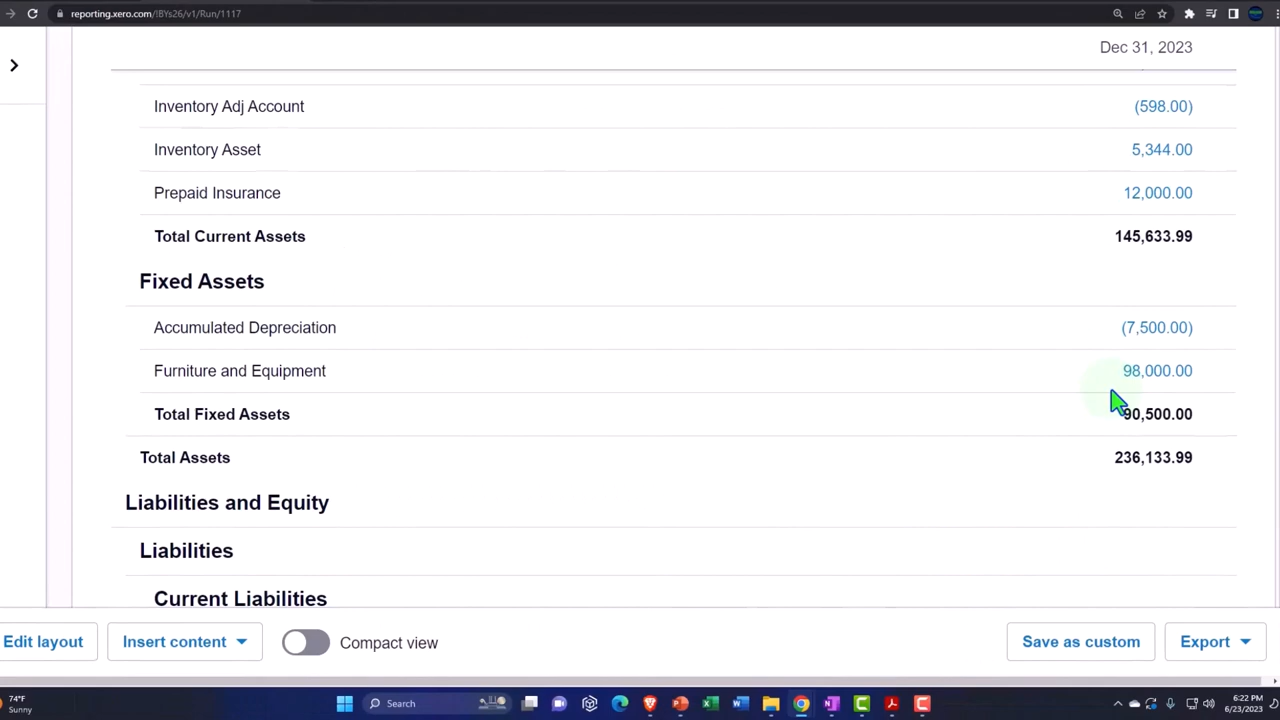 reporting.xero.com/!BYs26/v1/Run/1117
Dec 31, 2023
Inventory Adj Account (598.00)
Inventory Asset 5,344.00
Prepaid Insurance 12,000.00
Total Current Assets 145,633.99
Fixed Assets
Accumulated Depreciation (7,500.00)
Furniture and Equipment 98,000.00
Total Fixed Assets 90,500.00
Total Assets 236,133.99
Liabilities and Equity
Liabilities
Current Liabilities
Edit layout Insert content Compact view Save as custom Export
74°F
Sunny
Search
6:22 PM
6/23/2023